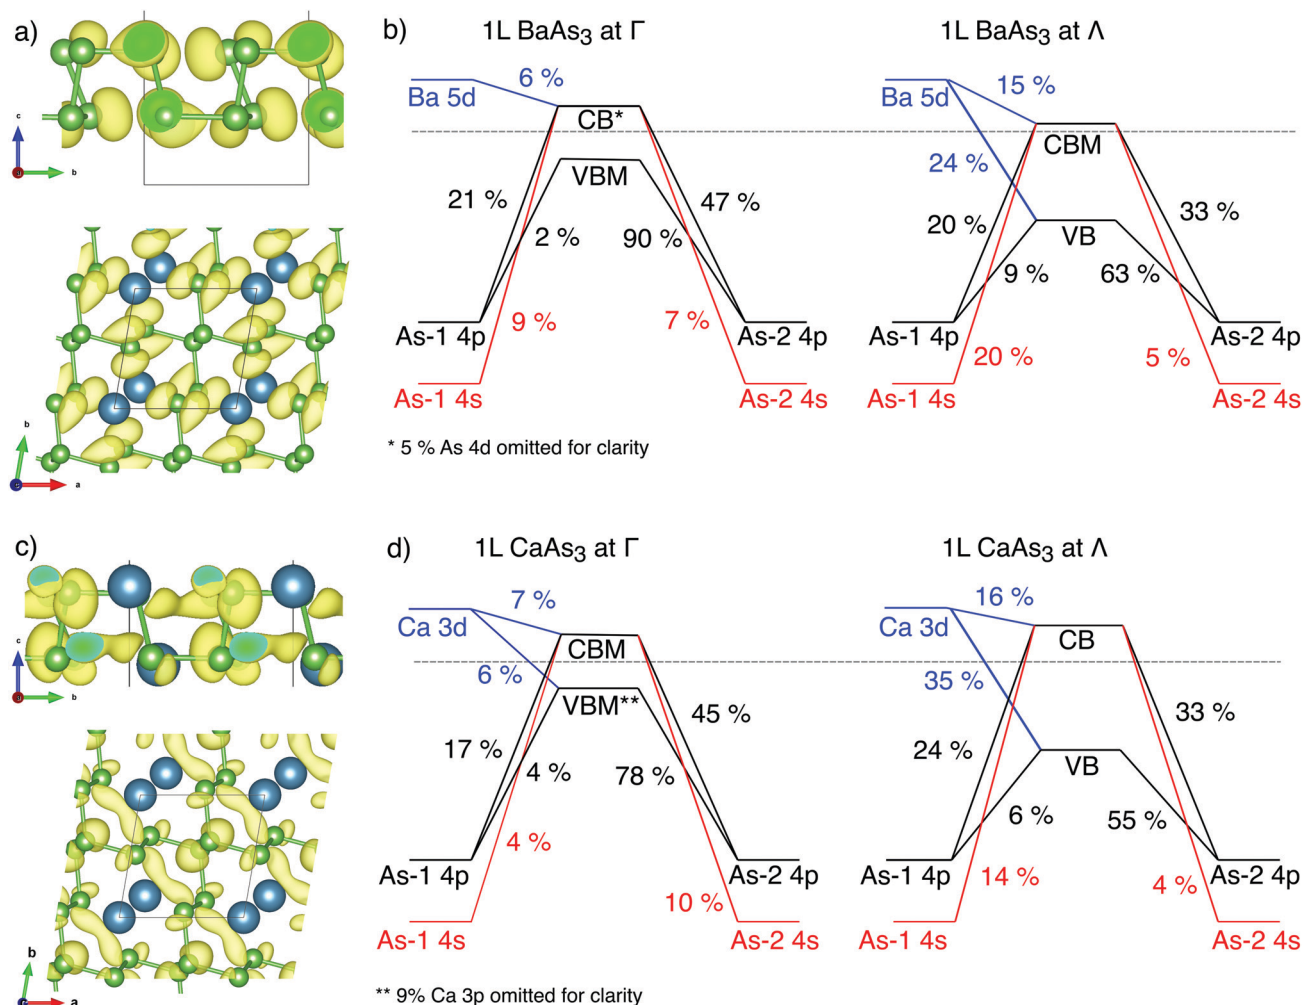 a)
c
b
b
a
b)
1L BaAs3 at Γ
1L BaAs3 at Λ
Ba 5d
6 %
CB*
VBM
21 %
2 %
90 %
47 %
As-1 4p
9 %
7 %
As-2 4p
As-1 4s
As-2 4s
* 5 % As 4d omitted for clarity
Ba 5d
15 %
CBM
24 %
20 %
VB
33 %
9 %
63 %
As-1 4p
As-2 4p
20 %
5 %
As-1 4s
As-2 4s
c)
c
b
b
a
d)
1L CaAs3 at Γ
1L CaAs3 at Λ
Ca 3d
7 %
CBM
6 %
VBM**
45 %
17 %
4 %
78 %
4 %
As-1 4p
As-2 4p
10 %
As-1 4s
As-2 4s
** 9% Ca 3p omitted for clarity
Ca 3d
16 %
CB
35 %
33 %
24 %
VB
6 %
55 %
As-1 4p
14 %
4 %
As-2 4p
As-1 4s
As-2 4s